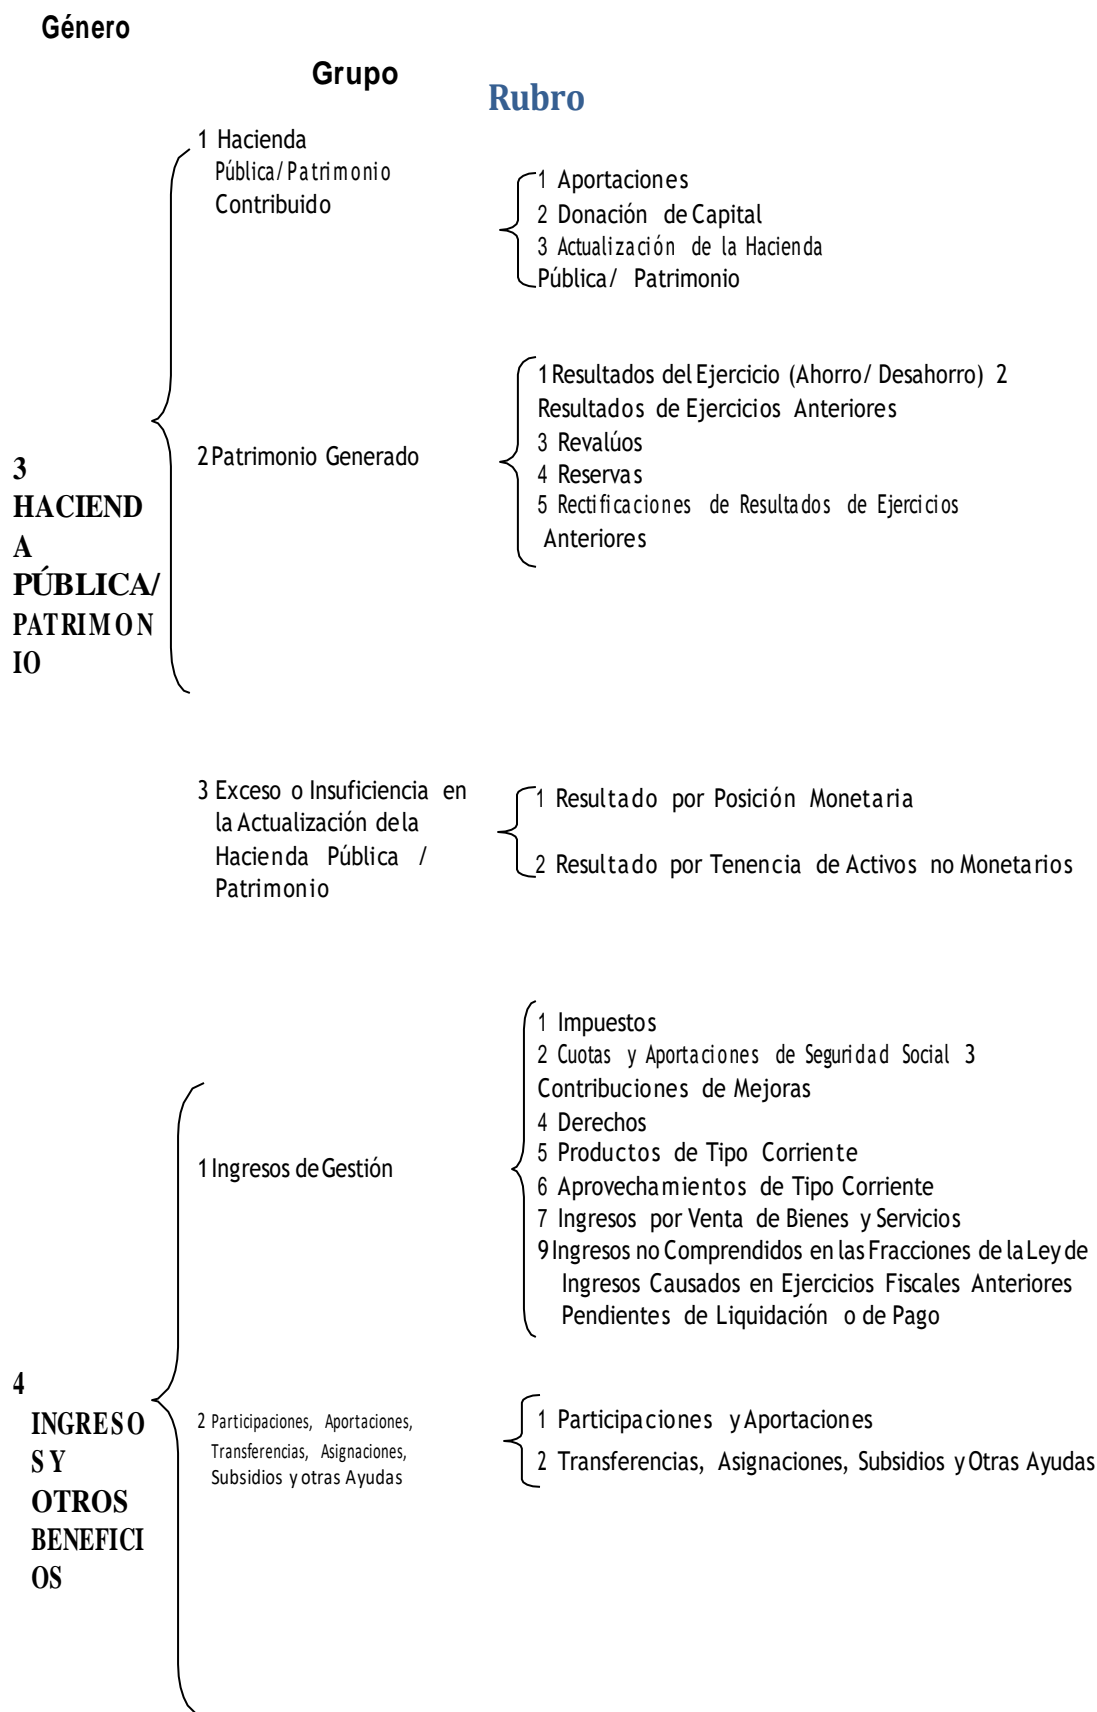 Género
Grupo
Rubro
1 Hacienda
Pública/Patrimonio
Contribuido
1 Aportaciones
2 Donación de Capital
3 Actualización de la Hacienda
Pública/ Patrimonio
3
HACIEND
A
PÚBLICA/
PATRIMON
IO
2 Patrimonio Generado
1 Resultados del Ejercicio (Ahorro/ Desahorro) 2
Resultados de Ejercicios Anteriores
3 Revalúos
4 Reservas
5 Rectificaciones de Resultados de Ejercicios
Anteriores
3 Exceso o Insuficiencia en
la Actualización de la
Hacienda Pública /
Patrimonio
1 Resultado por Posición Monetaria
2 Resultado por Tenencia de Activos no Monetarios
4
INGRESO
S Y
OTROS
BENEFICI
OS
1 Ingresos de Gestión
1 Impuestos
2 Cuotas y Aportaciones de Seguridad Social 3
Contribuciones de Mejoras
4 Derechos
5 Productos de Tipo Corriente
6 Aprovechamientos de Tipo Corriente
7 Ingresos por Venta de Bienes y Servicios
9 Ingresos no Comprendidos en las Fracciones de la Ley de
Ingresos Causados en Ejercicios Fiscales Anteriores
Pendientes de Liquidación o de Pago
2 Participaciones, Aportaciones,
Transferencias, Asignaciones,
Subsidios y otras Ayudas
1 Participaciones y Aportaciones
2 Transferencias, Asignaciones, Subsidios y Otras Ayudas